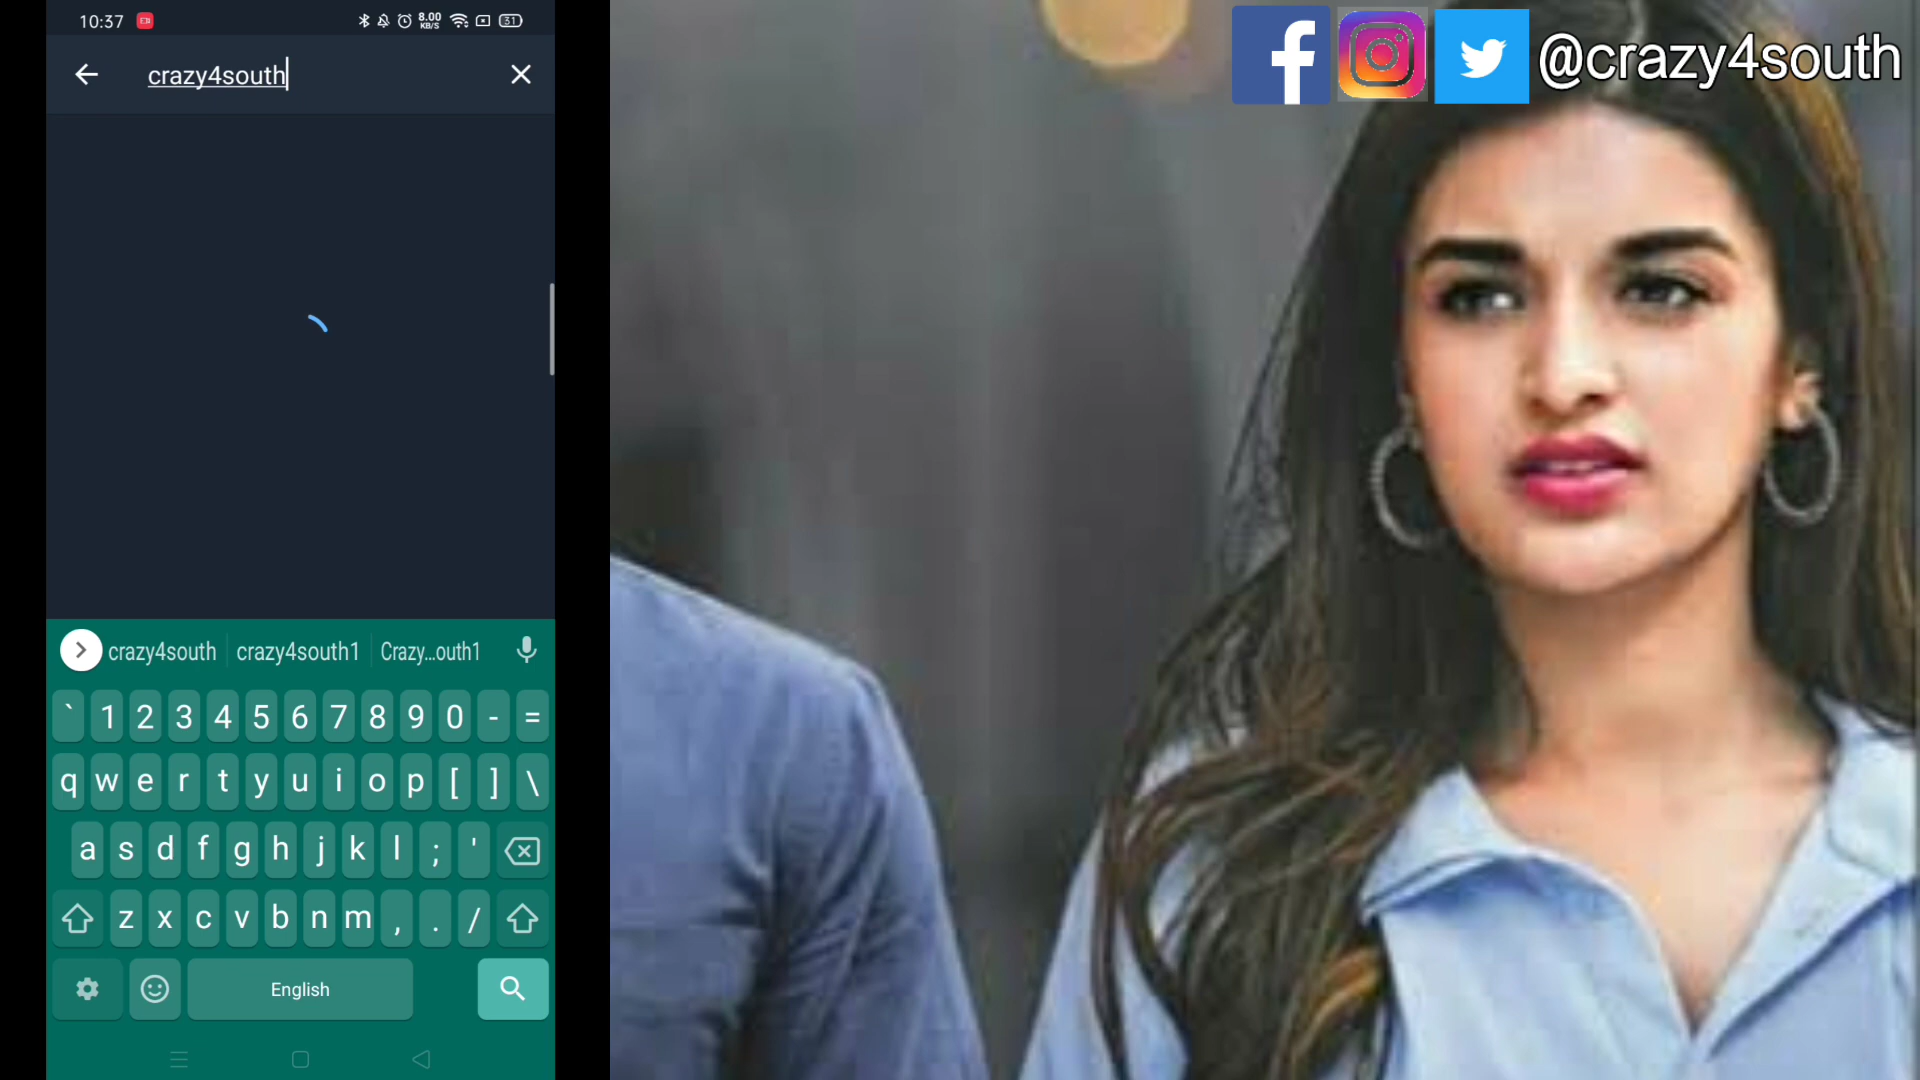 10:37 8.00 KB/S 31
crazy4south
crazy4south crazy4south1 Crazy...outh1
` 1 2 3 4 5 6 7 8 9 0 - =
q w e r t y u i o p [ ] \
a s d f g h j k l ; '
z x c v b n m , . /
English
@crazy4south